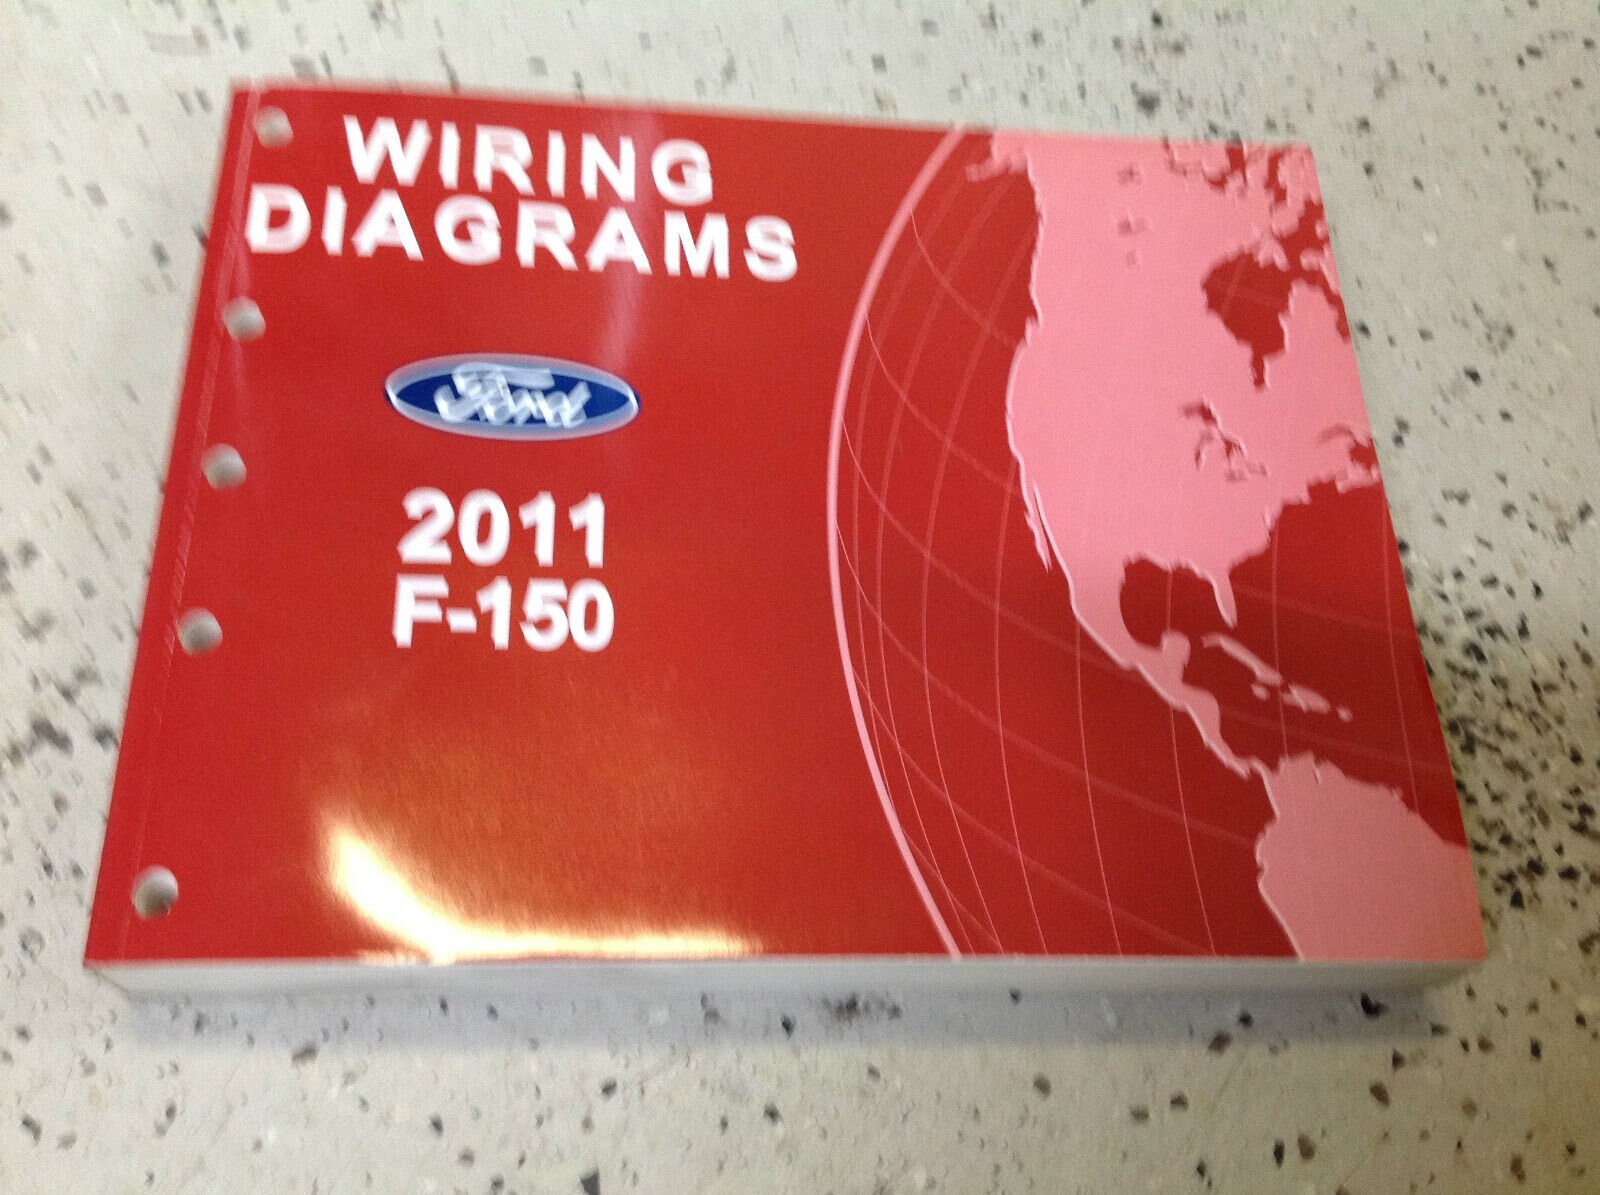 WIRING
DIAGRAMS
Ford
2011
F-150